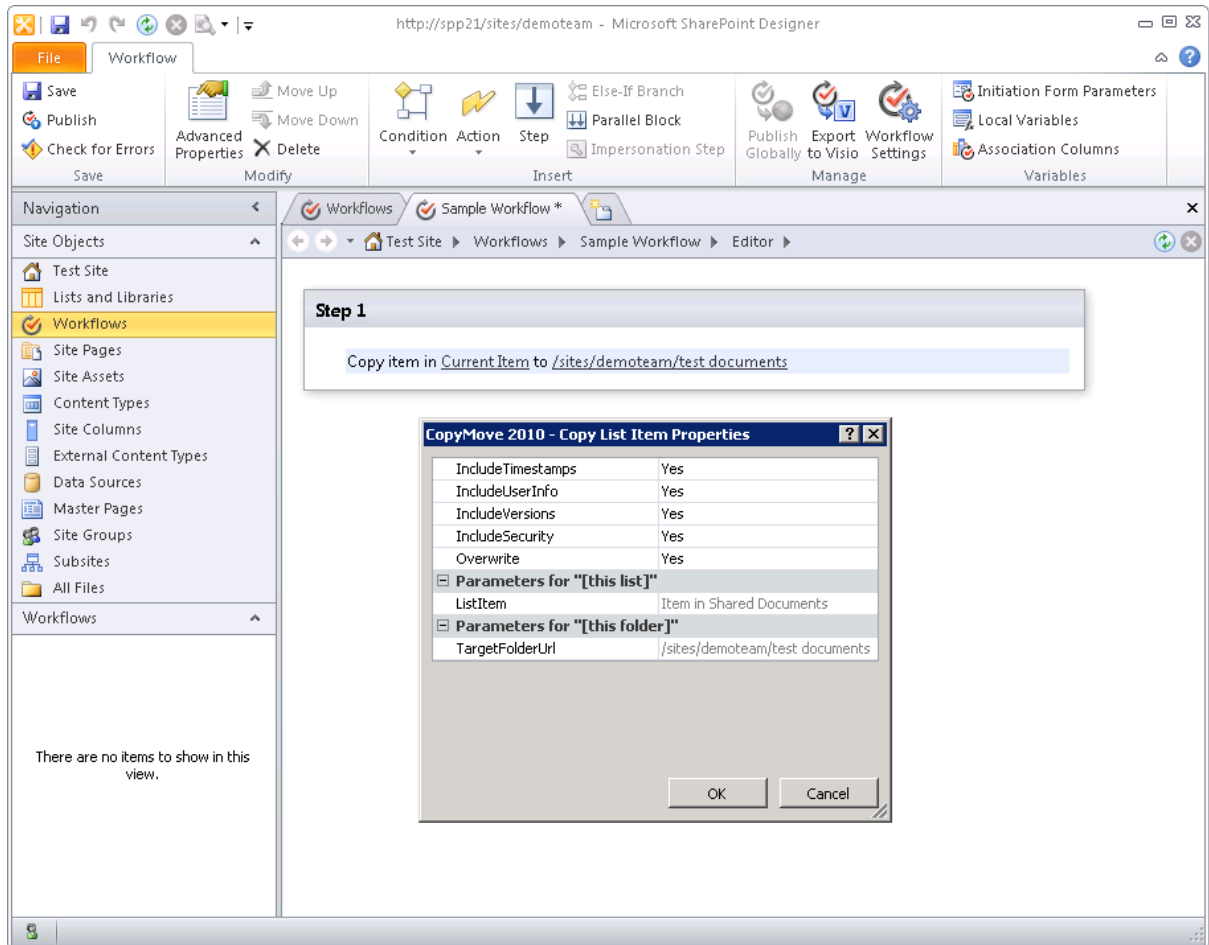 http://spp21/sites/demoteam - Microsoft SharePoint Designer
File Workflow
Save
Publish
Check for Errors
Save
Advanced
Properties
Move Up
Move Down
Delete
Modify
Condition Action Step
Else-If Branch
Parallel Block
Impersonation Step
Insert
Publish
Globally
Export
to Visio
Workflow
Settings
Manage
Initiation Form Parameters
Local Variables
Association Columns
Variables
Navigation
Site Objects
Test Site
Lists and Libraries
Workflows
Site Pages
Site Assets
Content Types
Site Columns
External Content Types
Data Sources
Master Pages
Site Groups
Subsites
All Files
Workflows
There are no items to show in this
view.
Workflows Sample Workflow *
Test Site Workflows Sample Workflow Editor
Step 1
Copy item in Current Item to /sites/demoteam/test documents
CopyMove 2010 - Copy List Item Properties
IncludeTimestamps Yes
IncludeUserInfo Yes
IncludeVersions Yes
IncludeSecurity Yes
Overwrite Yes
Parameters for "[this list]"
ListItem Item in Shared Documents
Parameters for "[this folder]"
TargetFolderUrl /sites/demoteam/test documents
OK Cancel